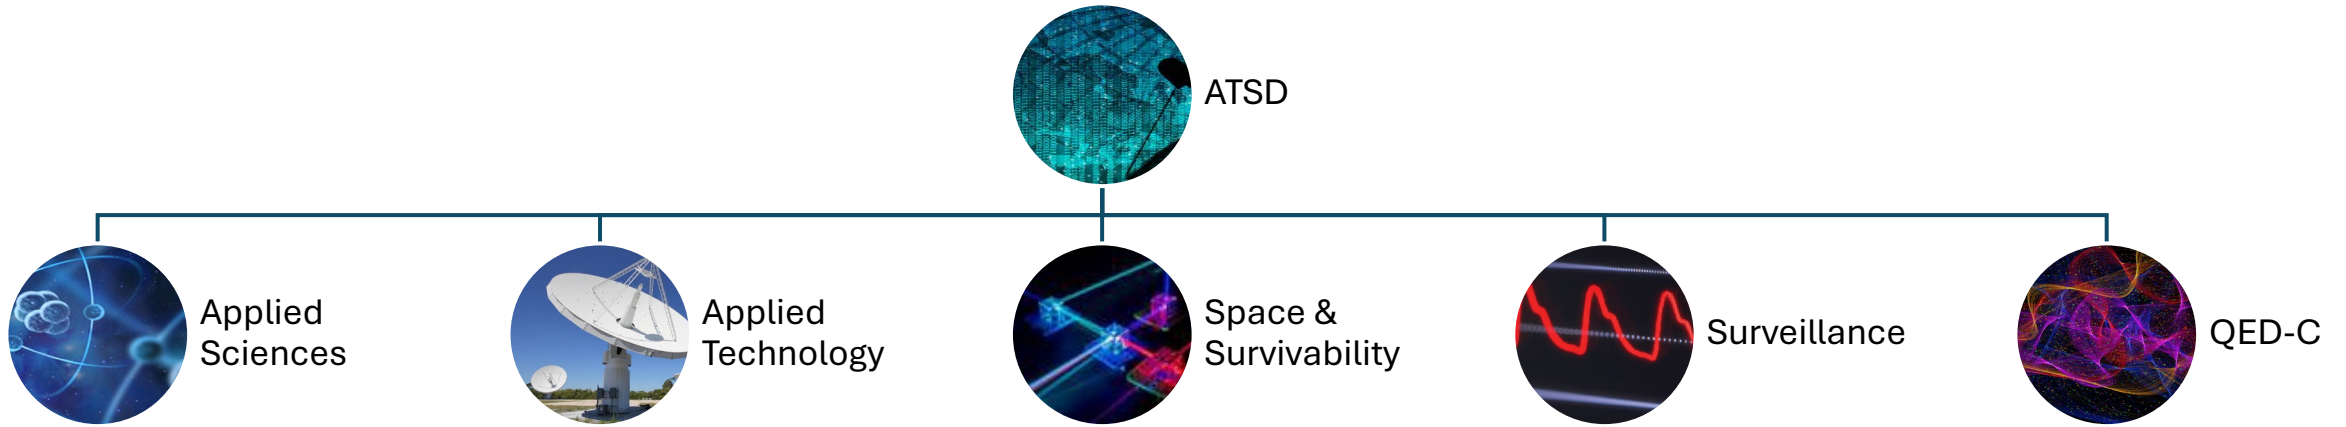 ATSD
Applied
Sciences
Applied
Technology
Space &
Survivability
Surveillance
QED-C